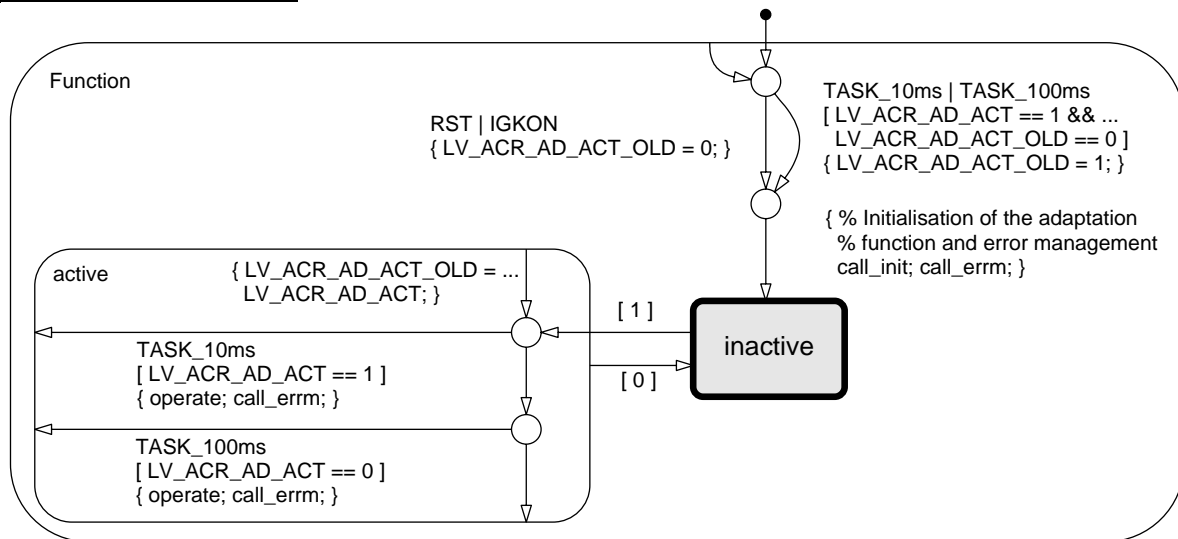 Function
RST | IGKON
{ LV_ACR_AD_ACT_OLD = 0; }
TASK_10ms | TASK_100ms
[ LV_ACR_AD_ACT == 1 && ...
LV_ACR_AD_ACT_OLD == 0 ]
{ LV_ACR_AD_ACT_OLD = 1; }
{ % Initialisation of the adaptation
% function and error management
call_init; call_errm; }
active
{ LV_ACR_AD_ACT_OLD = ...
LV_ACR_AD_ACT; }
[ 1 ]
inactive
[ 0 ]
TASK_10ms
[ LV_ACR_AD_ACT == 1 ]
{ operate; call_errm; }
TASK_100ms
[ LV_ACR_AD_ACT == 0 ]
{ operate; call_errm; }